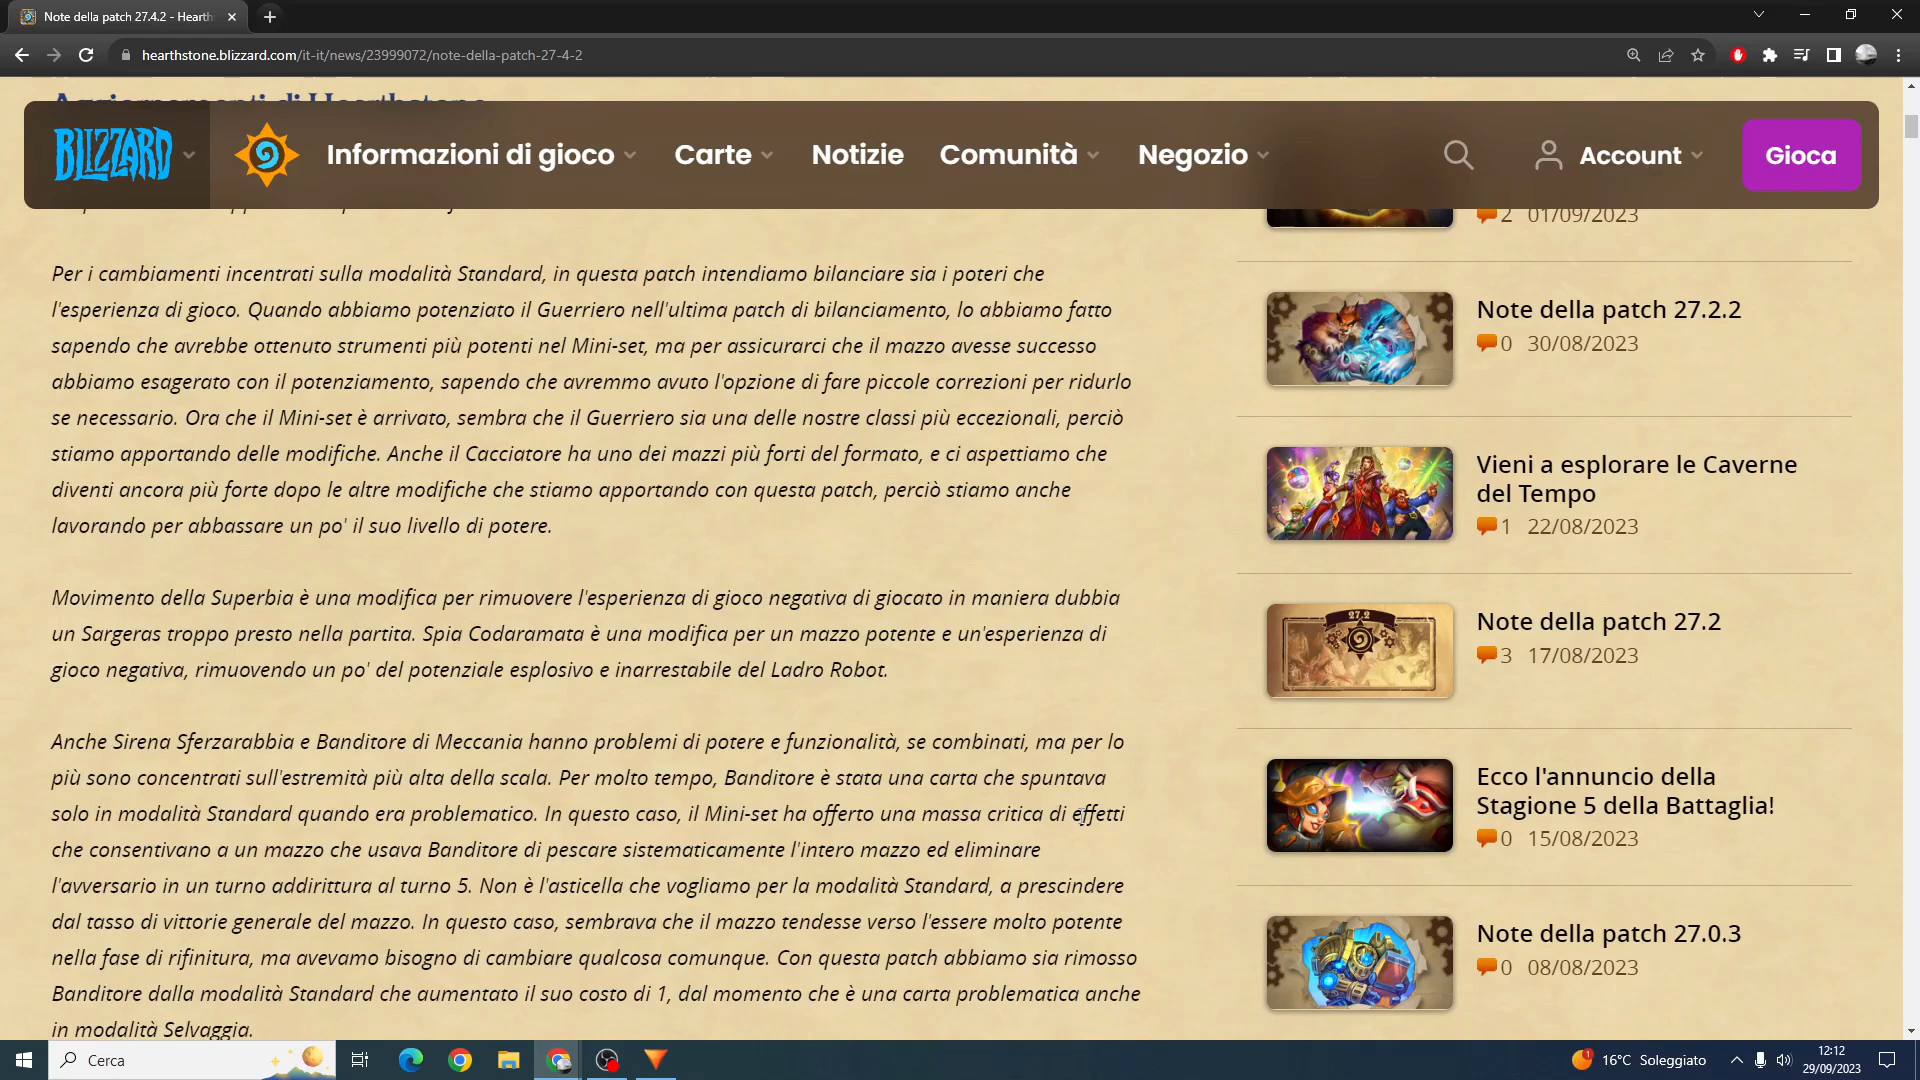 Note della patch 27.4.2 - Hearth
hearthstone.blizzard.com/it-it/news/23999072/note-della-patch-27-4-2
Aggiornamenti di Hearthstone
BLIZZARD
Informazioni di gioco
Carte
Notizie
Comunità
Negozio
Account
Gioca
Per i cambiamenti incentrati sulla modalità Standard, in questa patch intendiamo bilanciare sia i poteri che
l'esperienza di gioco. Quando abbiamo potenziato il Guerriero nell'ultima patch di bilanciamento, lo abbiamo fatto
sapendo che avrebbe ottenuto strumenti più potenti nel Mini-set, ma per assicurarci che il mazzo avesse successo
abbiamo esagerato con il potenziamento, sapendo che avremmo avuto l'opzione di fare piccole correzioni per ridurlo
se necessario. Ora che il Mini-set è arrivato, sembra che il Guerriero sia una delle nostre classi più eccezionali, perciò
stiamo apportando delle modifiche. Anche il Cacciatore ha uno dei mazzi più forti del formato, e ci aspettiamo che
diventi ancora più forte dopo le altre modifiche che stiamo apportando con questa patch, perciò stiamo anche
lavorando per abbassare un po' il suo livello di potere.
Movimento della Superbia è una modifica per rimuovere l'esperienza di gioco negativa di giocato in maniera dubbia
un Sargeras troppo presto nella partita. Spia Codaramata è una modifica per un mazzo potente e un'esperienza di
gioco negativa, rimuovendo un po' del potenziale esplosivo e inarrestabile del Ladro Robot.
Anche Sirena Sferzarabbia e Banditore di Meccania hanno problemi di potere e funzionalità, se combinati, ma per lo
più sono concentrati sull'estremità più alta della scala. Per molto tempo, Banditore è stata una carta che spuntava
solo in modalità Standard quando era problematico. In questo caso, il Mini-set ha offerto una massa critica di effetti
che consentivano a un mazzo che usava Banditore di pescare sistematicamente l'intero mazzo ed eliminare
l'avversario in un turno addirittura al turno 5. Non è l'asticella che vogliamo per la modalità Standard, a prescindere
dal tasso di vittorie generale del mazzo. In questo caso, sembrava che il mazzo tendesse verso l'essere molto potente
nella fase di rifinitura, ma avevamo bisogno di cambiare qualcosa comunque. Con questa patch abbiamo sia rimosso
Banditore dalla modalità Standard che aumentato il suo costo di 1, dal momento che è una carta problematica anche
in modalità Selvaggia.
2 01/09/2023
Note della patch 27.2.2
0 30/08/2023
Vieni a esplorare le Caverne
del Tempo
1 22/08/2023
27.2
Note della patch 27.2
3 17/08/2023
Ecco l'annuncio della
Stagione 5 della Battaglia!
0 15/08/2023
Note della patch 27.0.3
0 08/08/2023
Cerca
1
16°C Soleggiato
12:12
29/09/2023